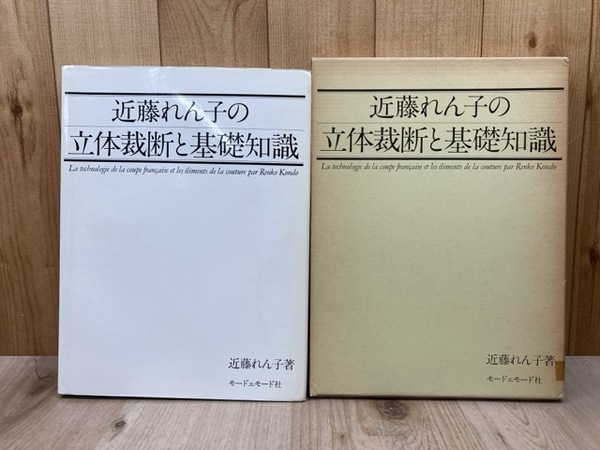 近藤れん子の
立体裁断と基礎知識
La technologie de la coupe française et les éléments de la couture par Renko Kondo
近藤れん子著
モードェモード社
近藤れん子の
立体裁断と基礎知識
La technologie de la coupe française et les éléments de la couture par Renko Kondo
近藤れん子著
モードェモード社